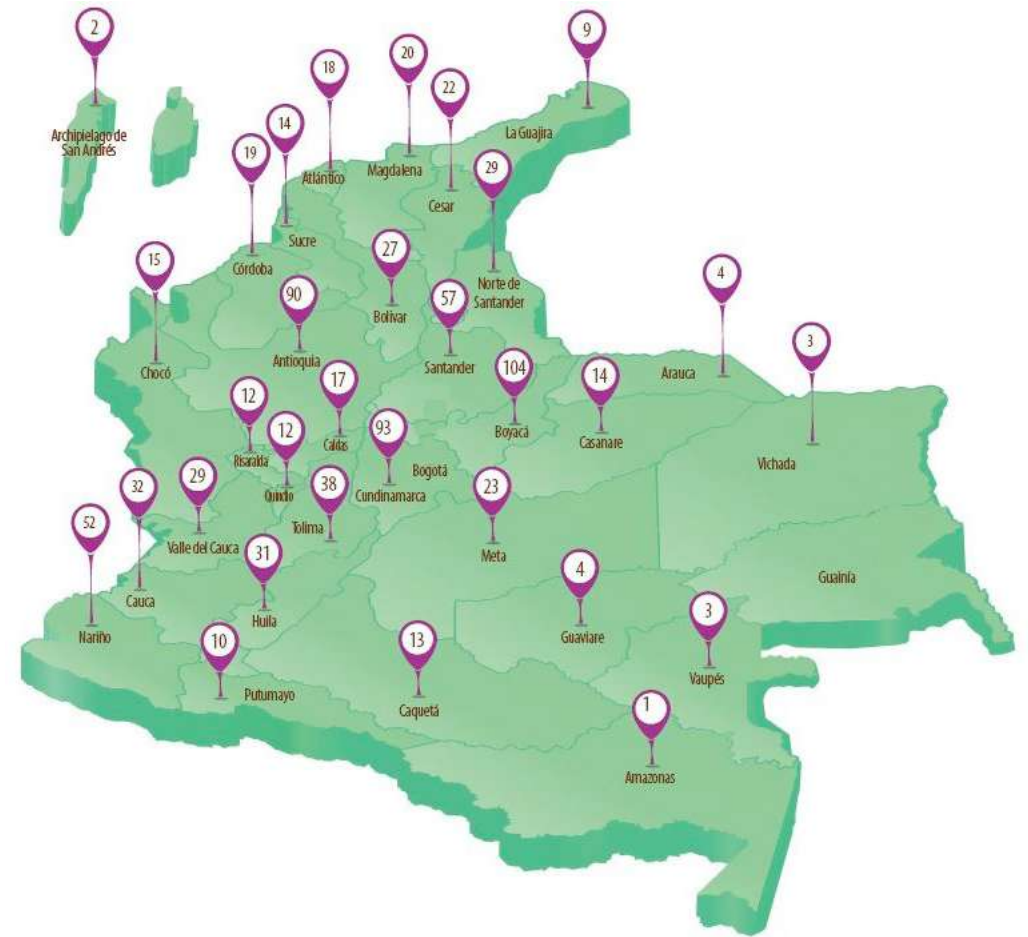 2
9
20
18
22
14
Archipielago de
San Andrés
La Guajira
19
Atlántico
Magdalena
29
Cesar
Sucre
27
15
Córdoba
4
Norte de
Santander
90
57
Bolívar
3
Chocó
Antioquia
Santander
104
14
Arauca
17
12
Caldas
93
Boyacá
Casanare
12
Risaralda
Bogotá
Vichada
29
32
Quindío
38
Cundinamarca
23
52
Tolima
Valle del Cauca
31
Meta
4
Guainía
Cauca
Huila
Nariño
10
13
Guaviare
3
Putumayo
Caquetá
Vaupés
1
Amazonas